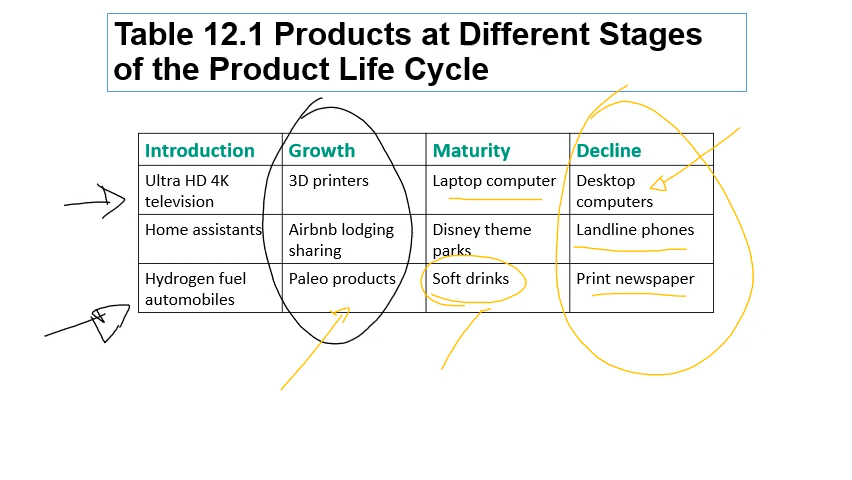 Table 12.1 Products at Different Stages
of the Product Life Cycle
Introduction Growth Maturity Decline
Ultra HD 4K television 3D printers Laptop computer Desktop computers
Home assistants Airbnb lodging sharing Disney theme parks Landline phones
Hydrogen fuel automobiles Paleo products Soft drinks Print newspaper